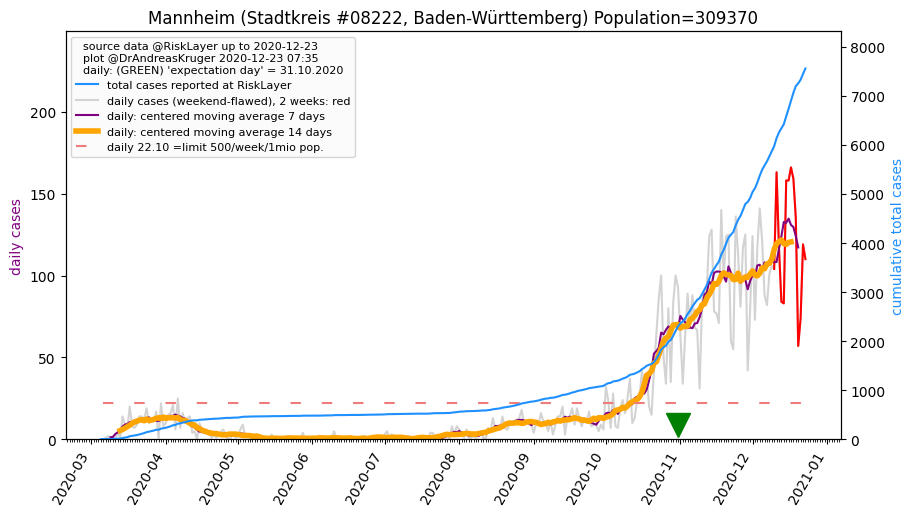 Mannheim (Stadtkreis #08222, Baden-Württemberg) Population=309370
source data @RiskLayer up to 2020-12-23
plot @DrAndreasKruger 2020-12-23 07:35
daily: (GREEN) 'expectation day' = 31.10.2020
total cases reported at RiskLayer
daily cases (weekend-flawed), 2 weeks: red
daily: centered moving average 7 days
daily: centered moving average 14 days
daily 22.10 =limit 500/week/1mio pop.
daily cases
200
150
100
50
0
cumulative total cases
8000
7000
6000
5000
4000
3000
2000
1000
0
2020-03
2020-04
2020-05
2020-06
2020-07
2020-08
2020-09
2020-10
2020-11
2020-12
2021-01